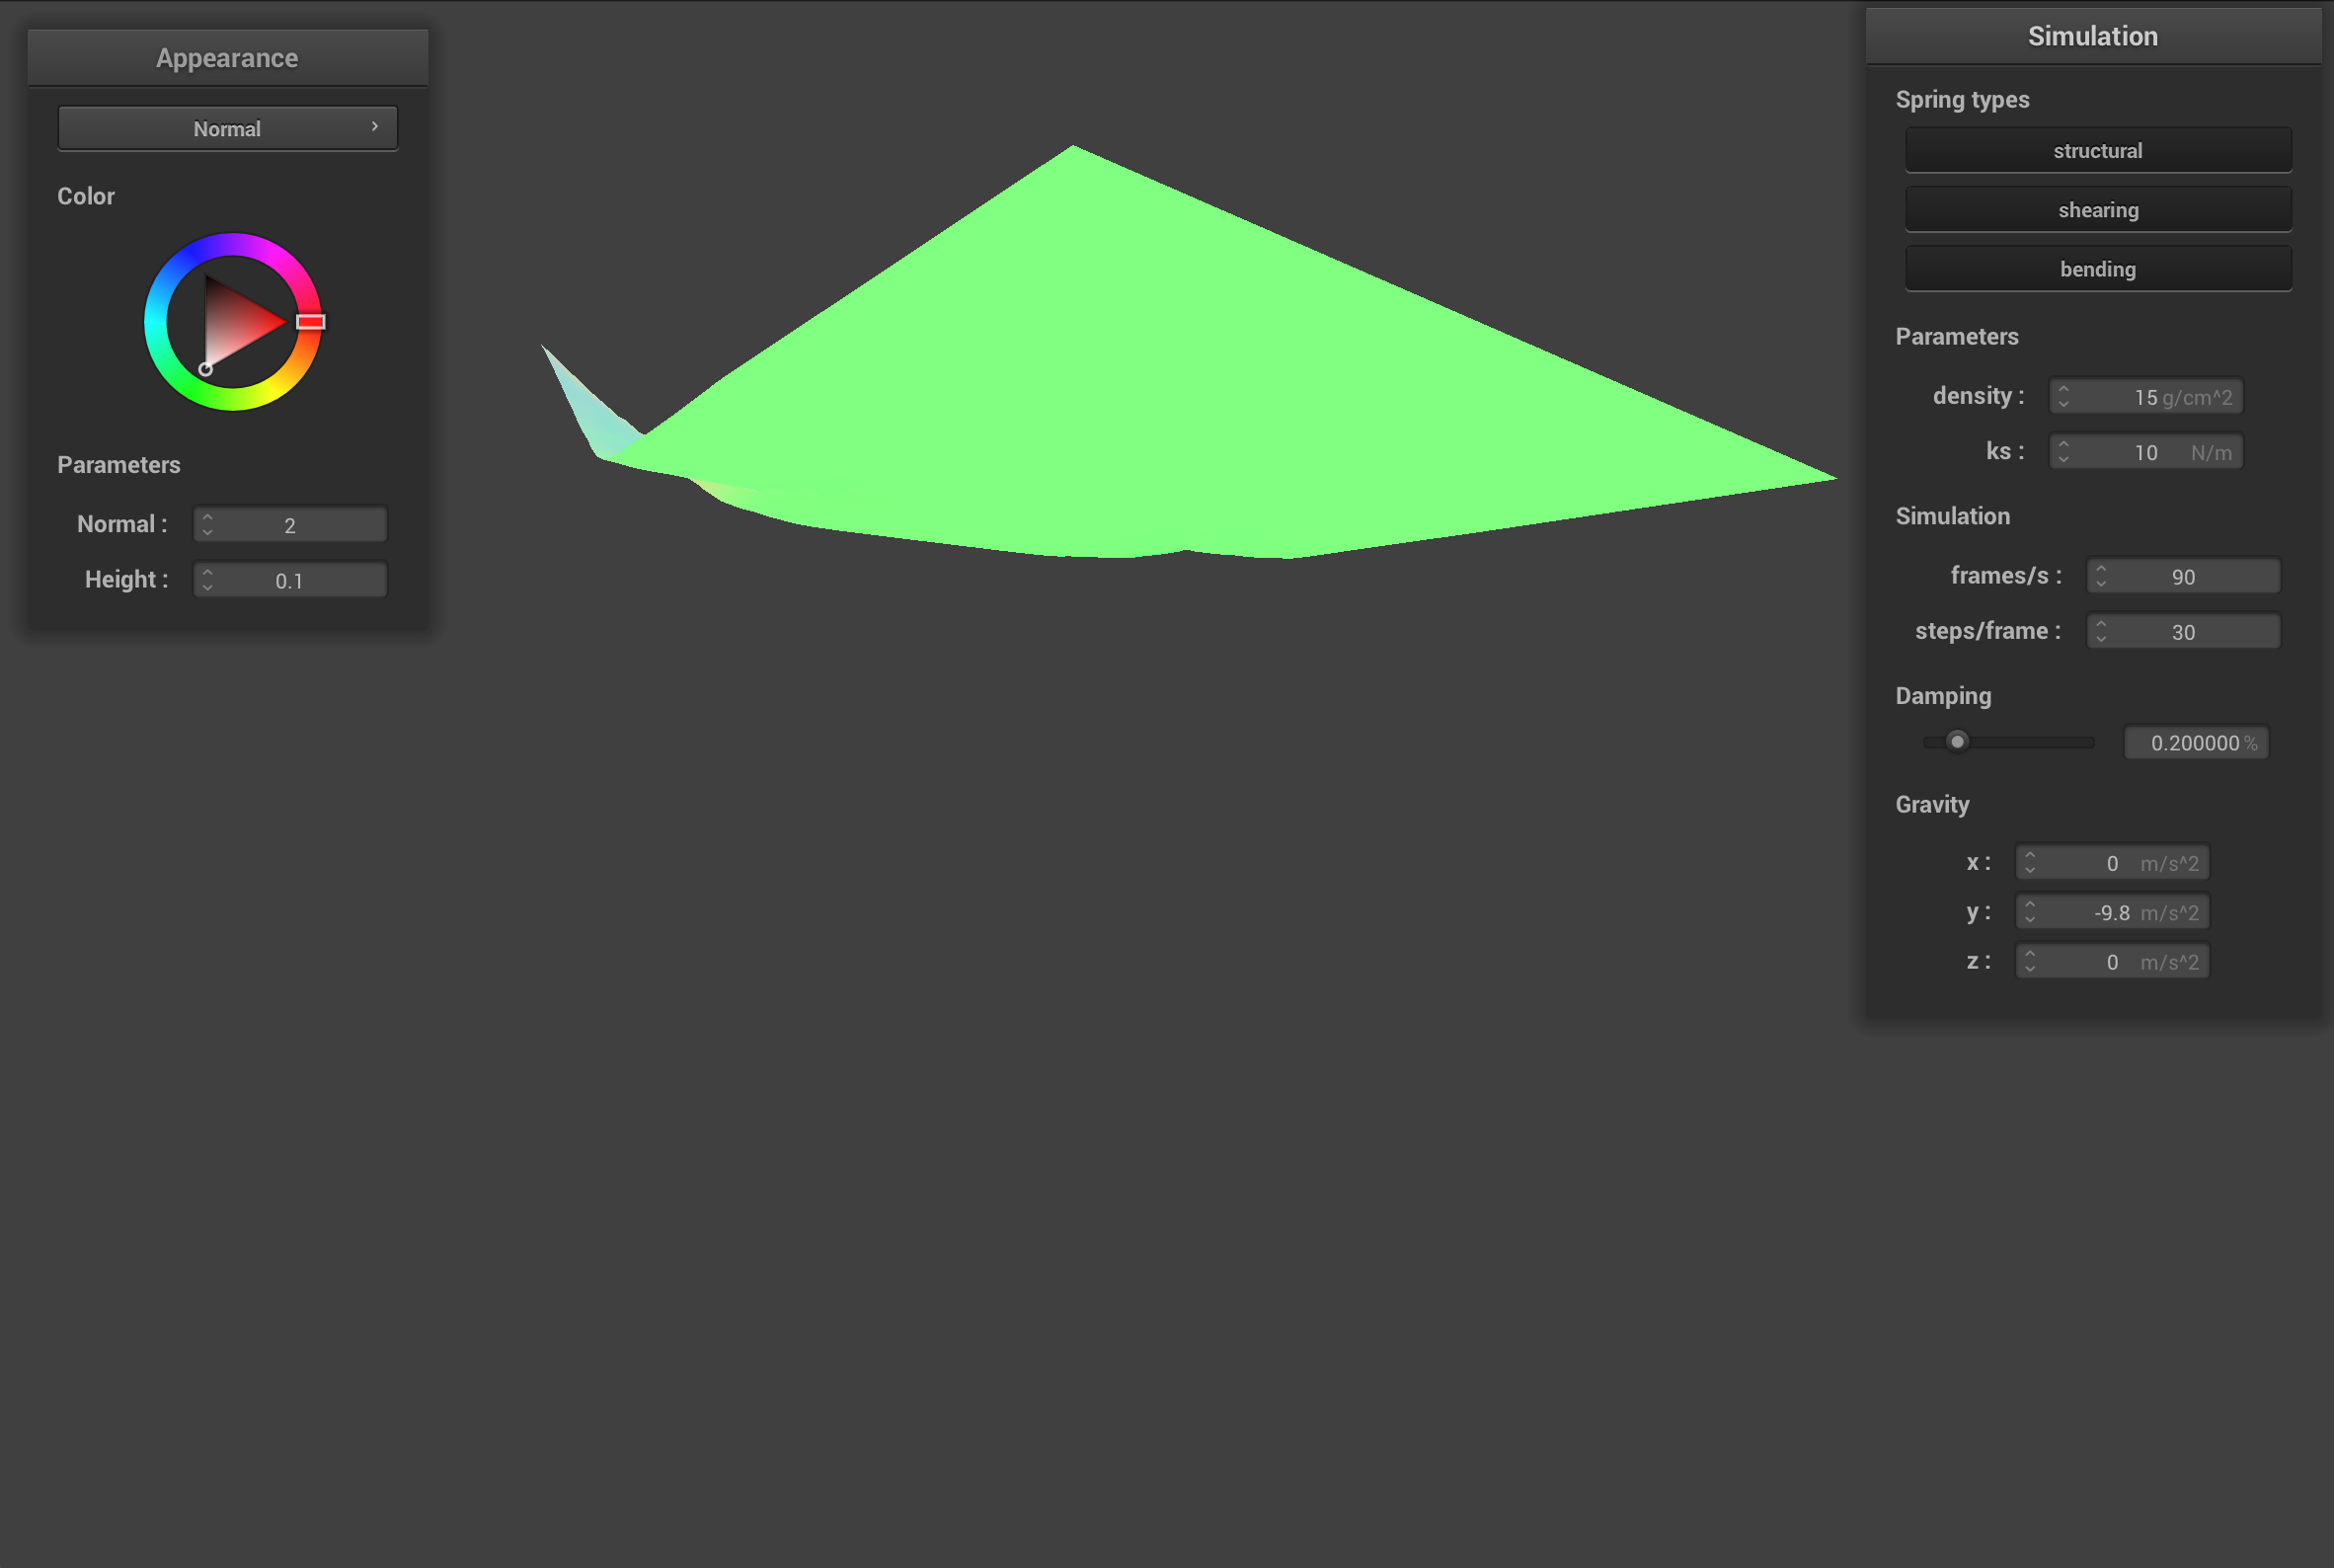 Appearance
Normal
Color
Parameters
Normal : 2
Height : 0.1
Simulation
Spring types
structural
shearing
bending
Parameters
density : 15 g/cm^2
ks : 10 N/m
Simulation
frames/s : 90
steps/frame : 30
Damping
0.200000 %
Gravity
x : 0 m/s^2
y : -9.8 m/s^2
z : 0 m/s^2